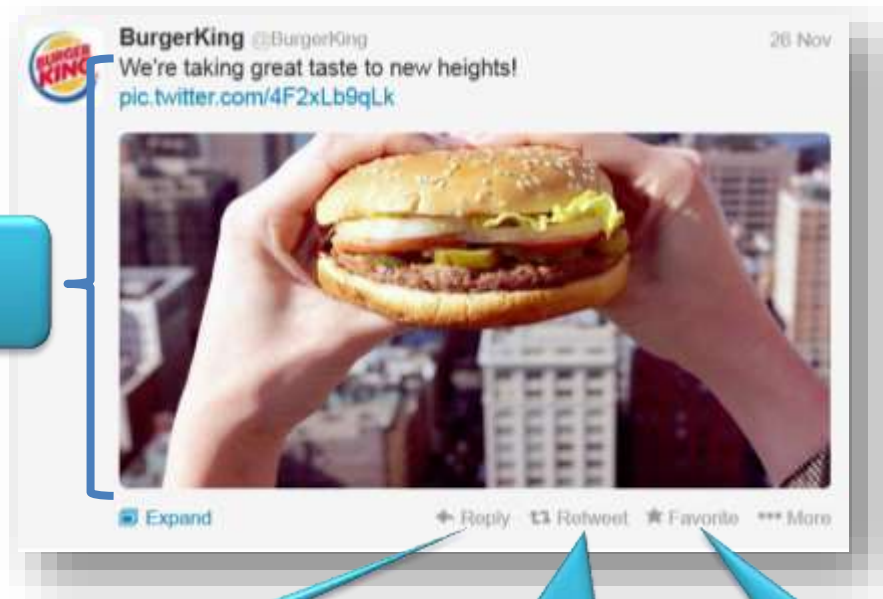 BURGER
KING
BurgerKing @BurgerKing 26 Nov
We're taking great taste to new heights!
pic.twitter.com/4F2xLb9qLk
Expand Reply Retweet Favorite More